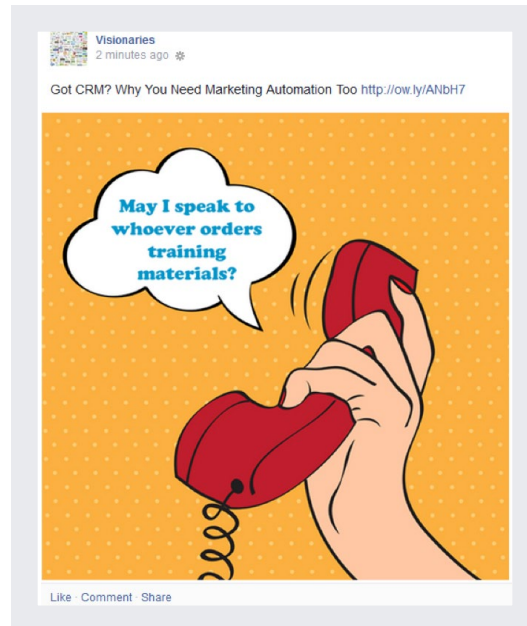 Visionaries
2 minutes ago
Got CRM? Why You Need Marketing Automation Too http://ow.ly/ANbH7
May I speak to
whoever orders
training
materials?
Like · Comment · Share